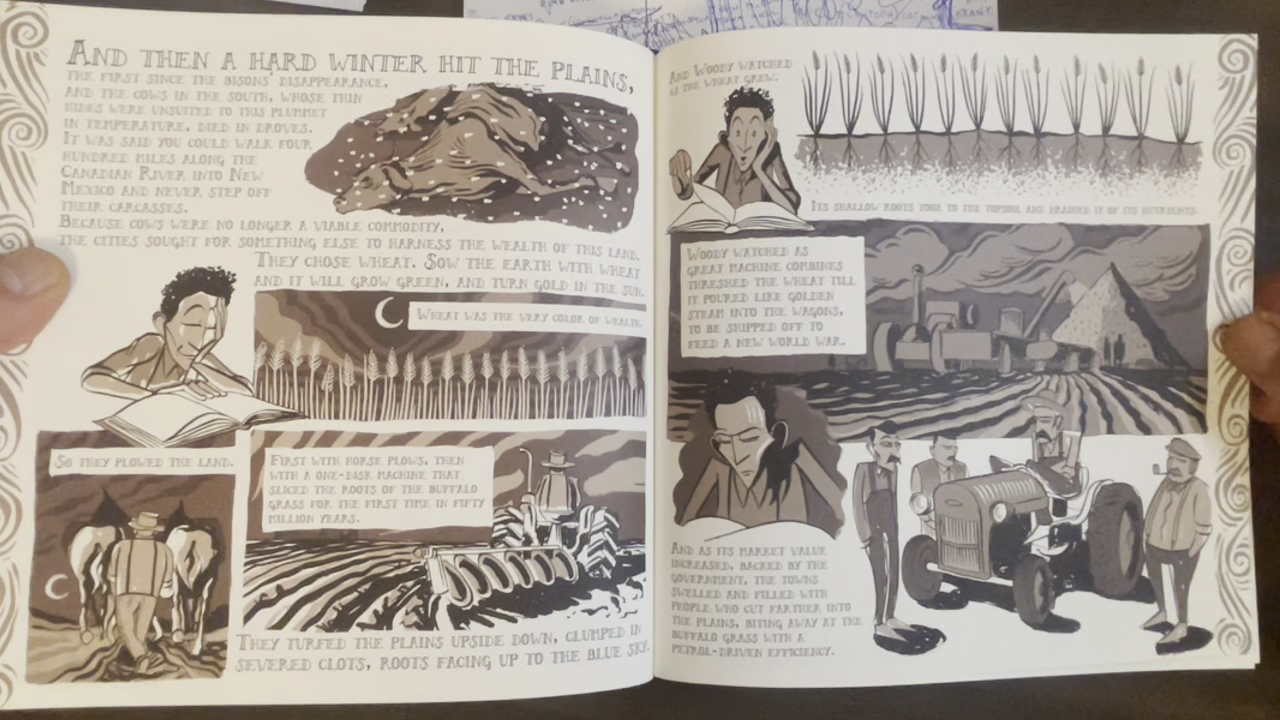 And then a hard winter hit the plains,
the first since the bisons' disappearance,
and the cows in the south, whose thin
hides were unsuited to this plummet
in temperature, died in droves.
It was said you could walk four
hundred miles along the
Canadian River into New
Mexico and never step off
their carcasses.
Because cows were no longer a viable commodity,
the cities sought for something else to harness the wealth of this land.
They chose wheat. Sow the earth with wheat
and it will grow green, and turn gold in the sun.
Wheat was the very color of wealth.
So they plowed the land.
First with horse plows, then
with a one-disk machine that
sliced the roots of the buffalo
grass for the first time in fifty
million years.
They turfed the plains upside down, clumped in
severed clots, roots facing up to the blue sky.
And Woody watched
as the wheat grew.
Its shallow roots took to the topsoil and drained it of its nutrients.
Woody watched as
great machine combines
threshed the wheat till
it poured like golden
steam into the wagons,
to be shipped off to
feed a new world war.
And as its market value
increased, backed by the
government, the towns
swelled and filled with
people who cut farther into
the plains, biting away at the
buffalo grass with a
petrol-driven efficiency.